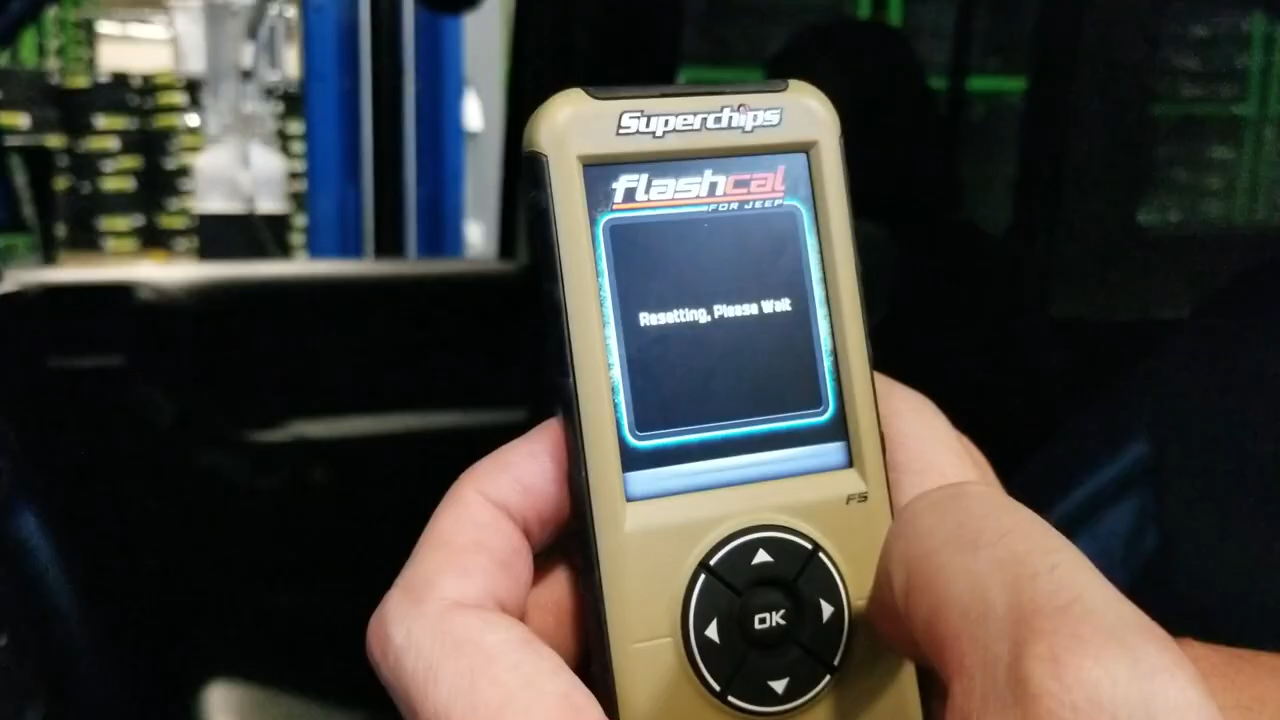 Superchips
flashcal
FOR JEEP
Resetting, Please Wait
F5
OK